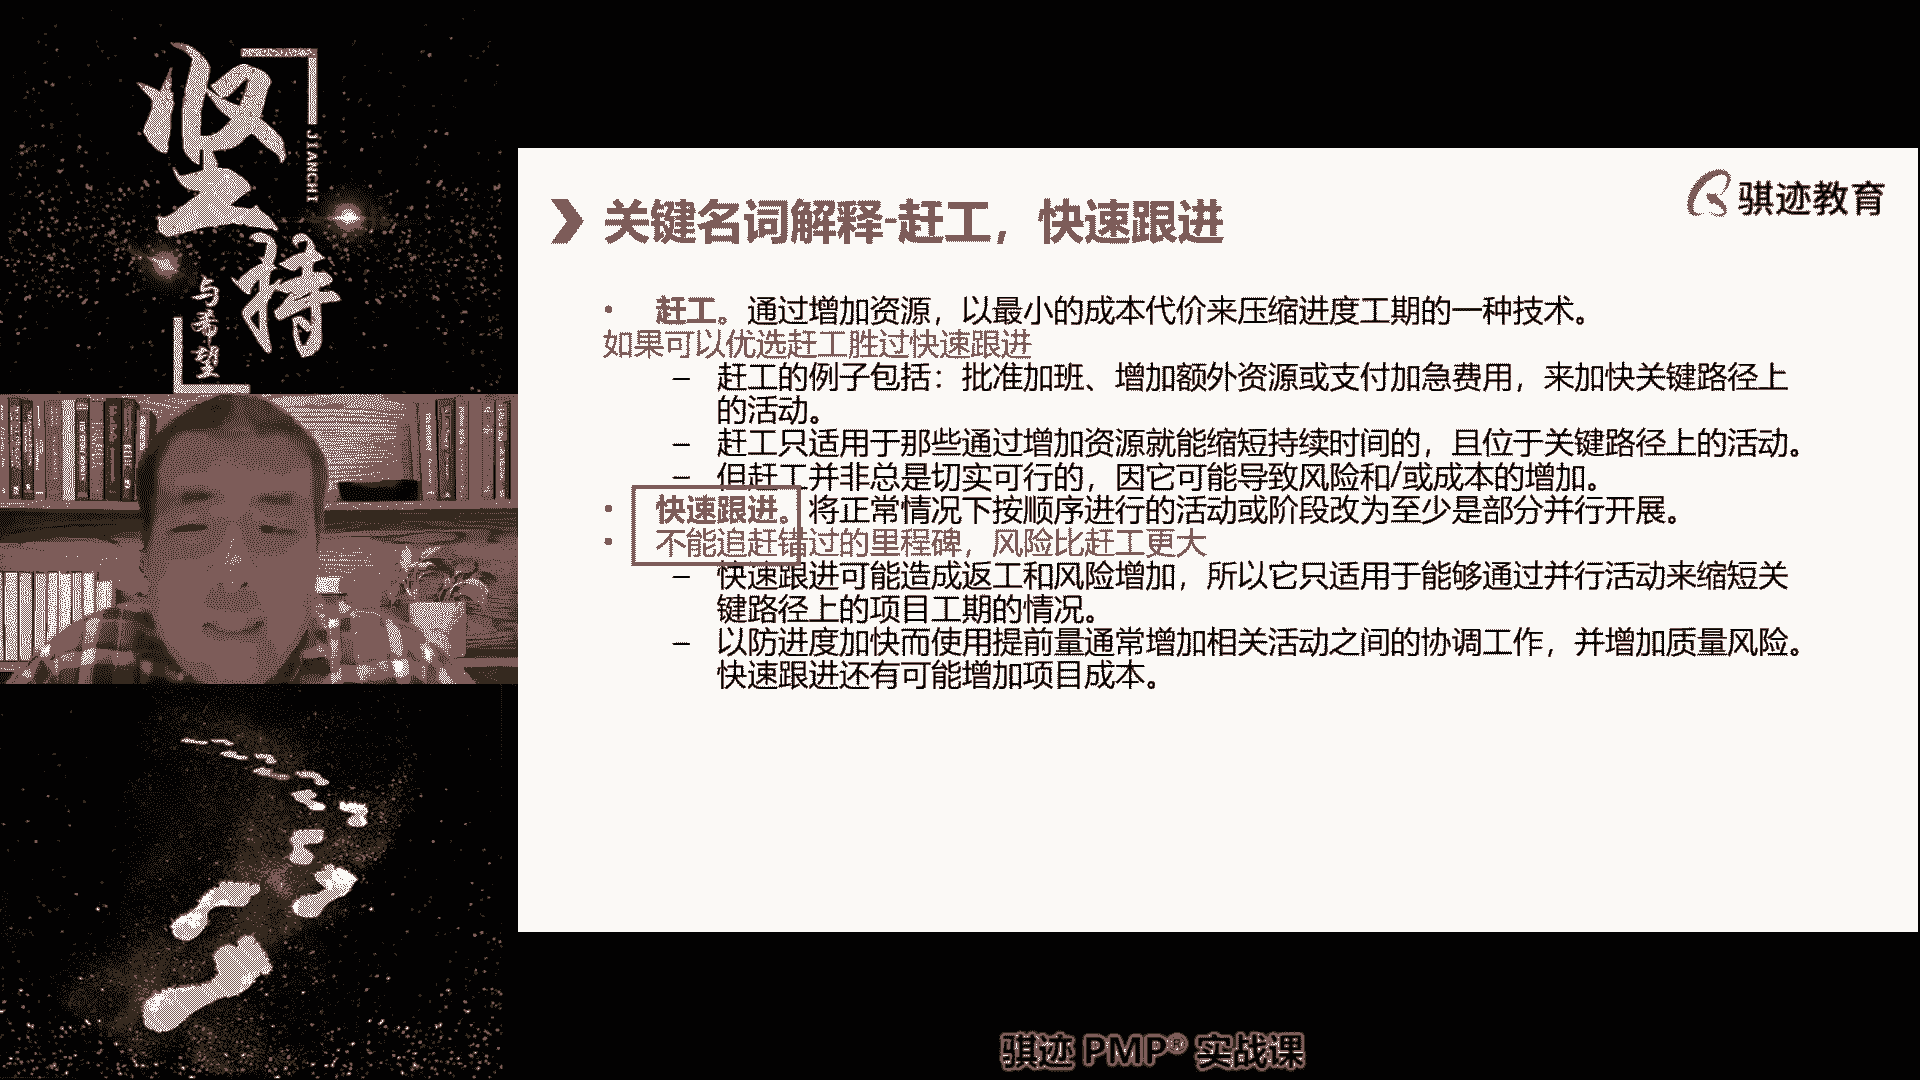 坚持
JIANCHI
与希望
骐迹教育
关键名词解释-赶工，快速跟进
• 赶工。通过增加资源，以最小的成本代价来压缩进度工期的一种技术。
如果可以优选赶工胜过快速跟进
– 赶工的例子包括：批准加班、增加额外资源或支付加急费用，来加快关键路径上
的活动。
– 赶工只适用于那些通过增加资源就能缩短持续时间的，且位于关键路径上的活动。
– 但赶工并非总是切实可行的，因它可能导致风险和/或成本的增加。
• 快速跟进。将正常情况下按顺序进行的活动或阶段改为至少是部分并行开展。
• 不能追赶错过的里程碑，风险比赶工更大
– 快速跟进可能造成返工和风险增加，所以它只适用于能够通过并行活动来缩短关
键路径上的项目工期的情况。
– 以防进度加快而使用提前量通常增加相关活动之间的协调工作，并增加质量风险。
快速跟进还有可能增加项目成本。
骐迹 PMP® 实战课